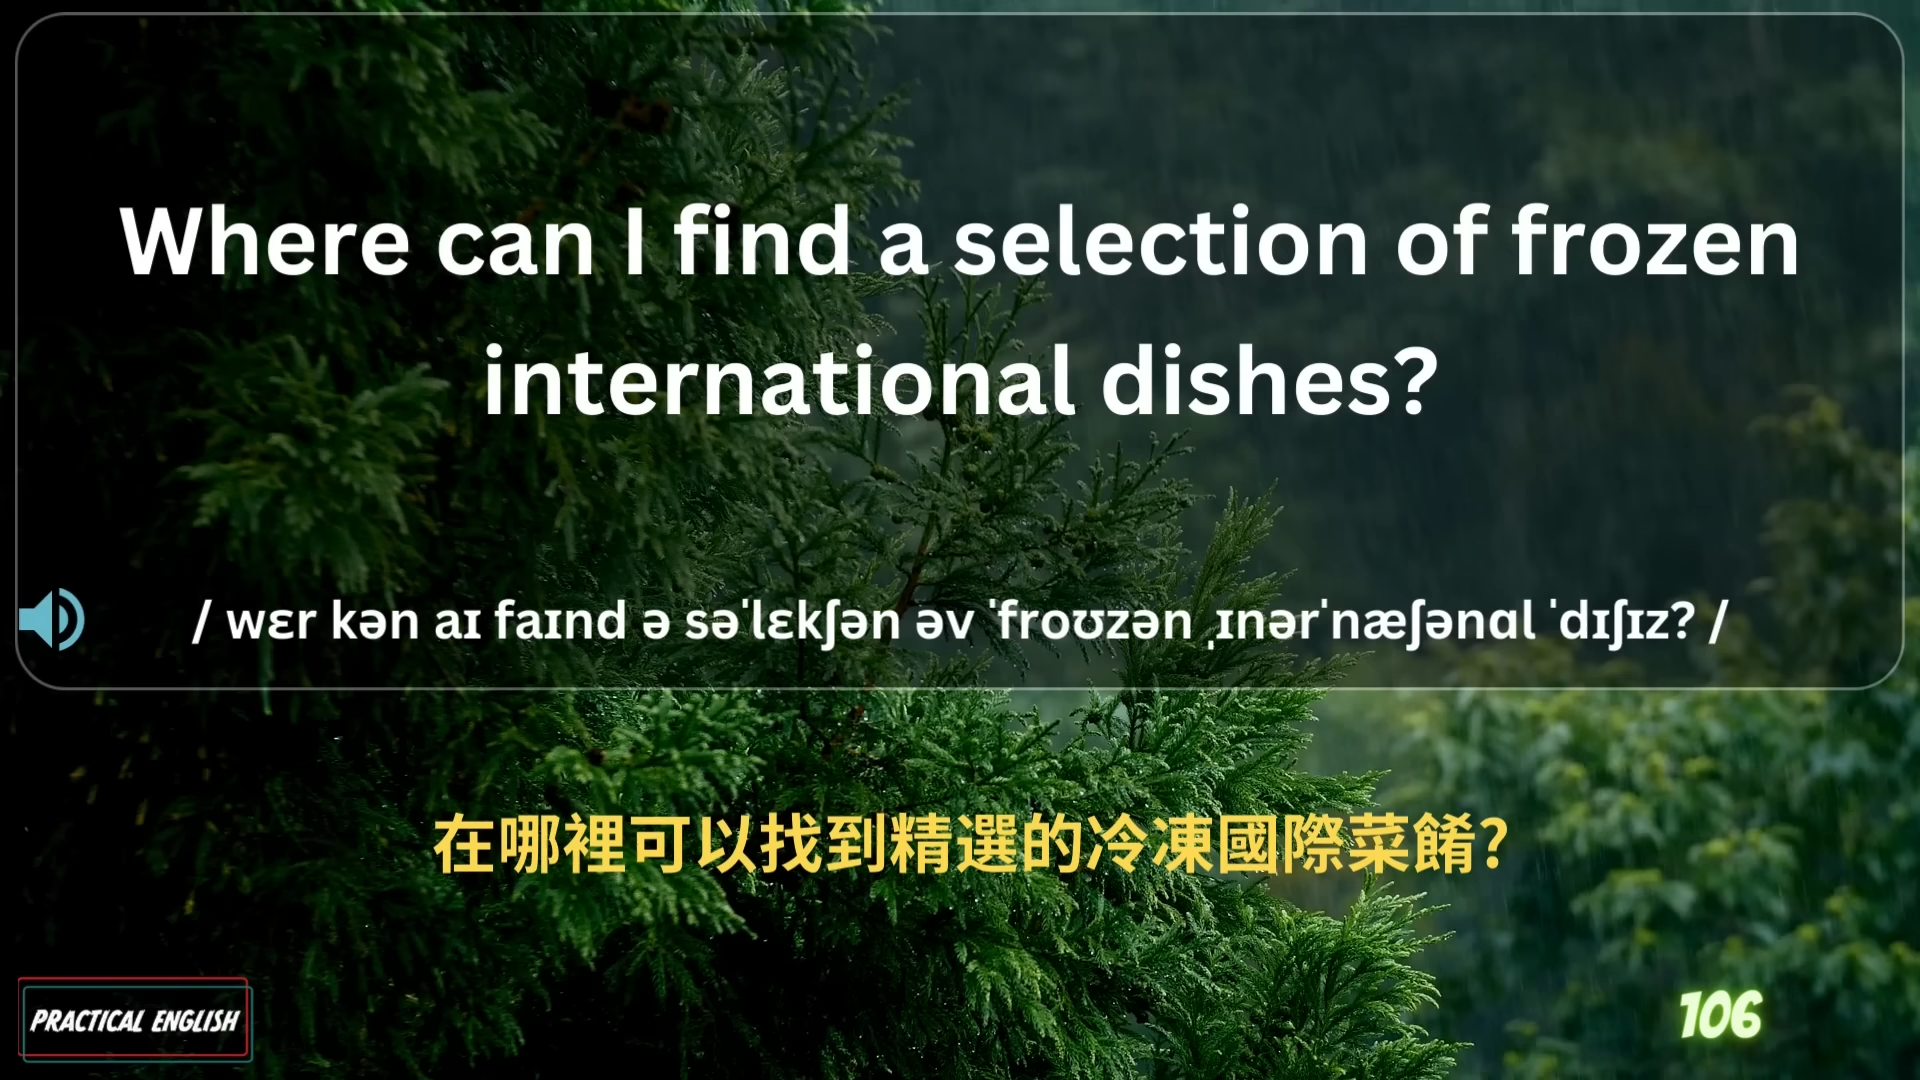 Where can I find a selection of frozen
international dishes?
/ wɛr kən aɪ faɪnd ə səˈlɛkʃən əv ˈfroʊzən ˌɪnərˈnæʃənɑl ˈdɪʃɪz? /
在哪裡可以找到精選的冷凍國際菜餚?
PRACTICAL ENGLISH
106